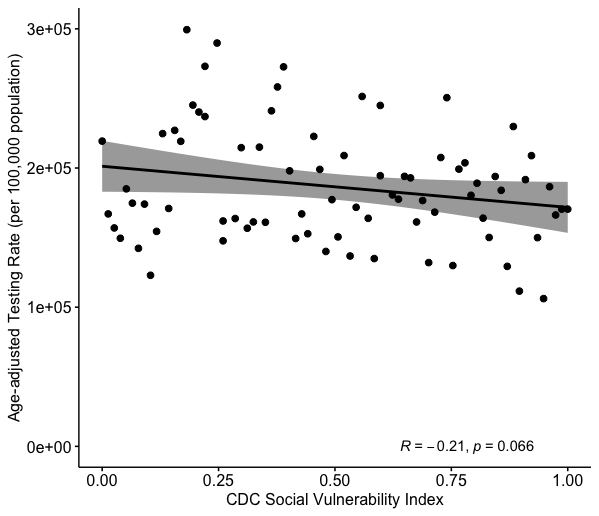 Age-adjusted Testing Rate (per 100,000 population)
3e+05
2e+05
1e+05
0e+00
R = −0.21, p = 0.066
0.00 0.25 0.50 0.75 1.00
CDC Social Vulnerability Index